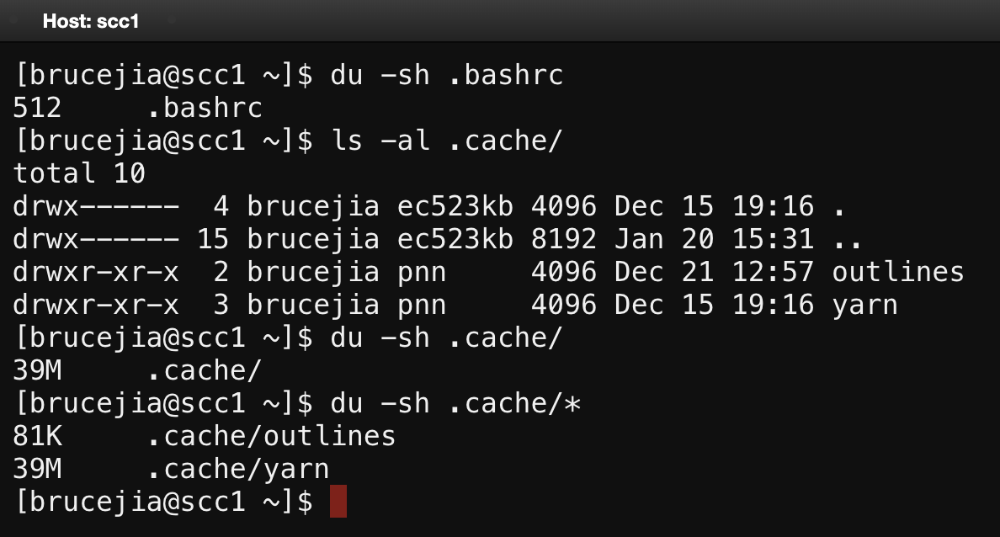 Host: scc1
[brucejia@scc1 ~]$ du -sh .bashrc
512     .bashrc
[brucejia@scc1 ~]$ ls -al .cache/
total 10
drwx------  4 brucejia ec523kb 4096 Dec 15 19:16 .
drwx------ 15 brucejia ec523kb 8192 Jan 20 15:31 ..
drwxr-xr-x  2 brucejia pnn     4096 Dec 21 12:57 outlines
drwxr-xr-x  3 brucejia pnn     4096 Dec 15 19:16 yarn
[brucejia@scc1 ~]$ du -sh .cache/
39M     .cache/
[brucejia@scc1 ~]$ du -sh .cache/*
81K     .cache/outlines
39M     .cache/yarn
[brucejia@scc1 ~]$